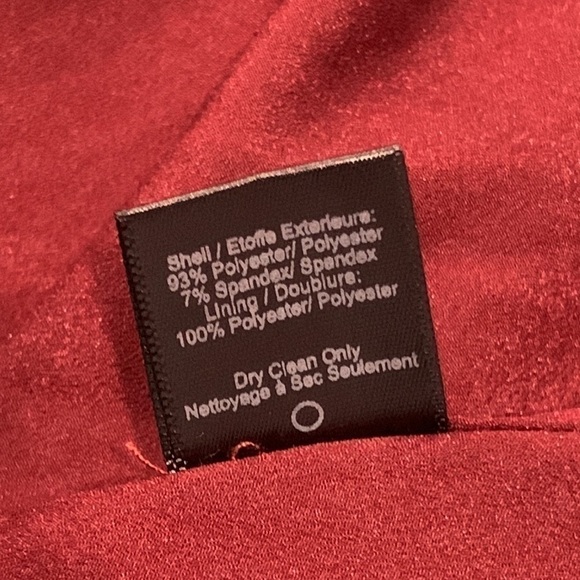 Shell / Etoffe Exterieure:
93% Polyester/ Polyester
7% Spandex/ Spandex
Lining / Doublure:
100% Polyester/ Polyester
Dry Clean Only
Nettoyage à Sec Seulement